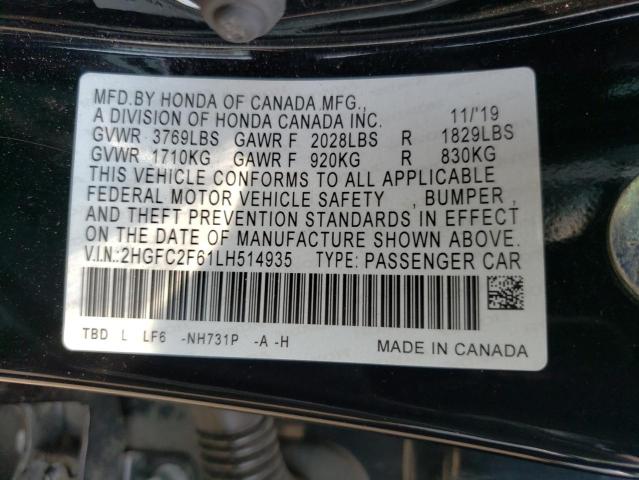 MFD.BY HONDA OF CANADA MFG.,
A DIVISION OF HONDA CANADA INC. 11/'19
GVWR 3769LBS GAWR F 2028LBS R 1829LBS
GVWR 1710KG GAWR F 920KG R 830KG
THIS VEHICLE CONFORMS TO ALL APPLICABLE
FEDERAL MOTOR VEHICLE SAFETY , BUMPER ,
AND THEFT PREVENTION STANDARDS IN EFFECT
ON THE DATE OF MANUFACTURE SHOWN ABOVE.
V.I.N.:2HGFC2F61LH514935 TYPE: PASSENGER CAR
TBD L LF6 -NH731P -A -H
MADE IN CANADA